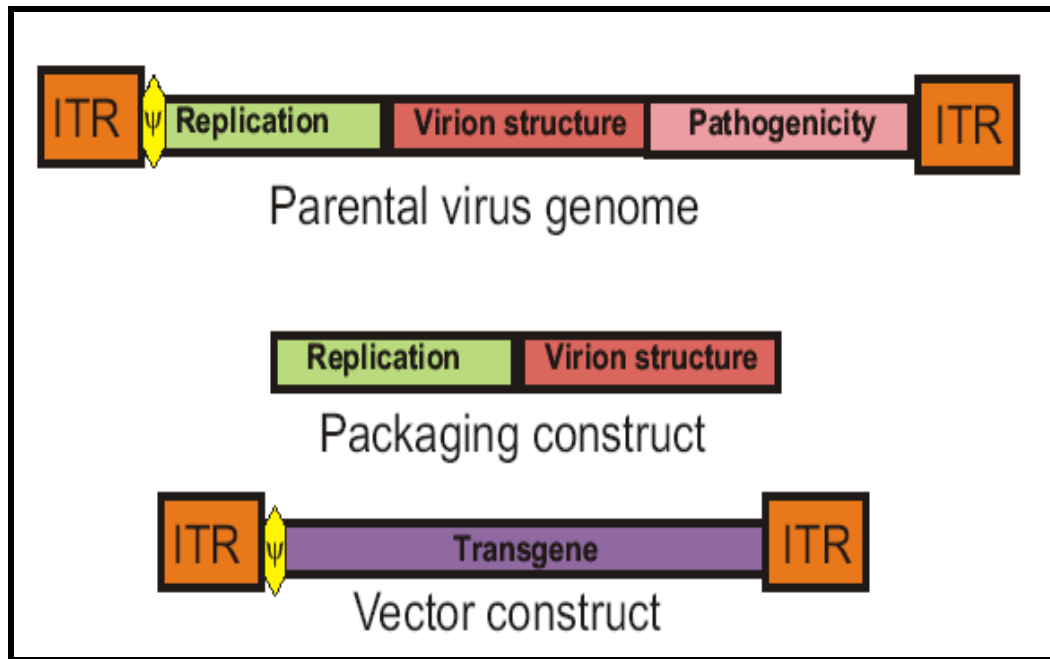 ITR ψ Replication Virion structure Pathogenicity ITR
Parental virus genome
Replication Virion structure
Packaging construct
ITR ψ Transgene ITR
Vector construct